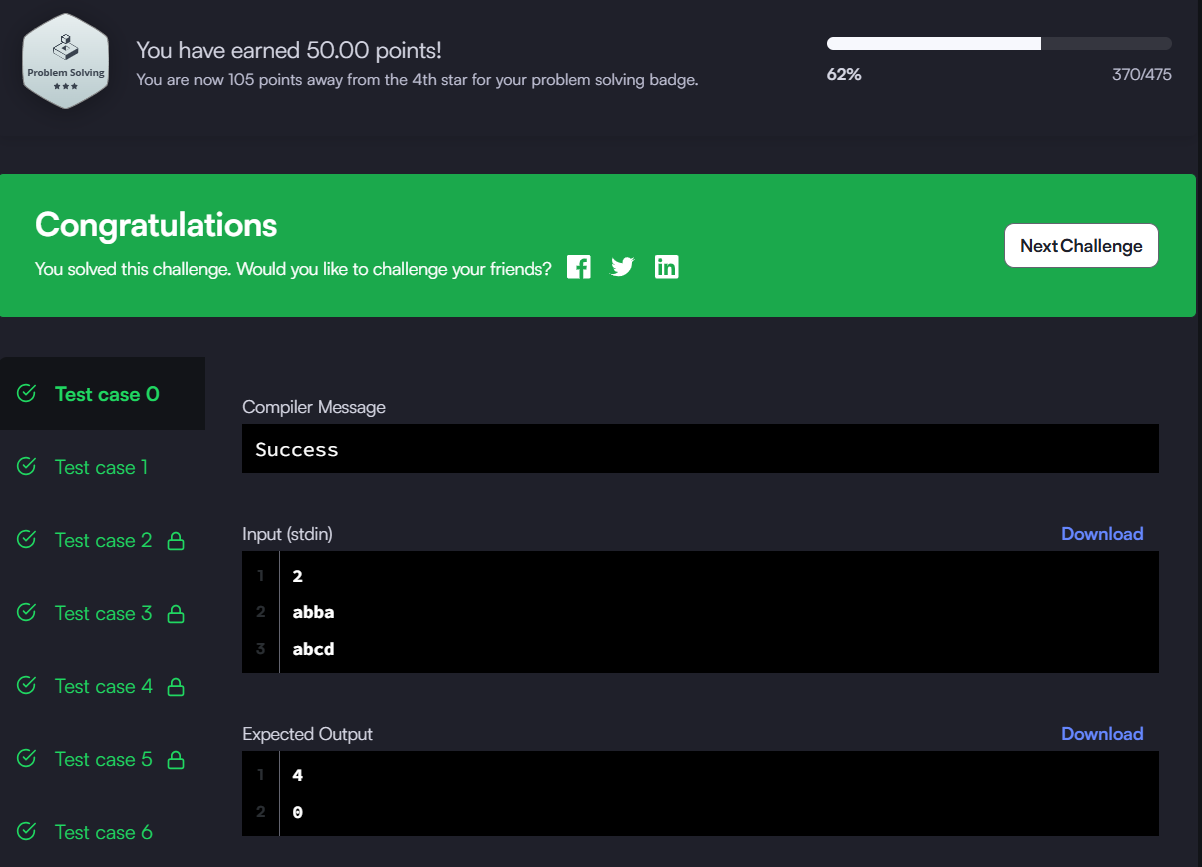 Problem Solving
You have earned 50.00 points!
You are now 105 points away from the 4th star for your problem solving badge.
62%
370/475
Congratulations
You solved this challenge. Would you like to challenge your friends?
Next Challenge
Test case 0
Test case 1
Test case 2
Test case 3
Test case 4
Test case 5
Test case 6
Compiler Message
Success
Input (stdin)
Download
1 2
2 abba
3 abcd
Expected Output
Download
1 4
2 0